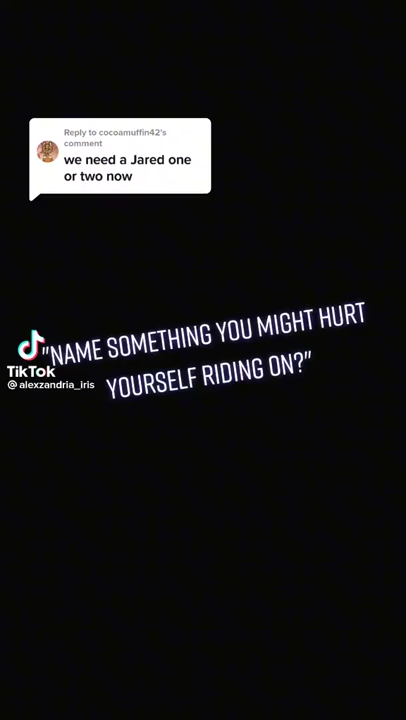 Reply to cocoamuffin42's
comment
we need a Jared one
or two now
"NAME SOMETHING YOU MIGHT HURT
YOURSELF RIDING ON?"
TikTok
@alexzandria_iris